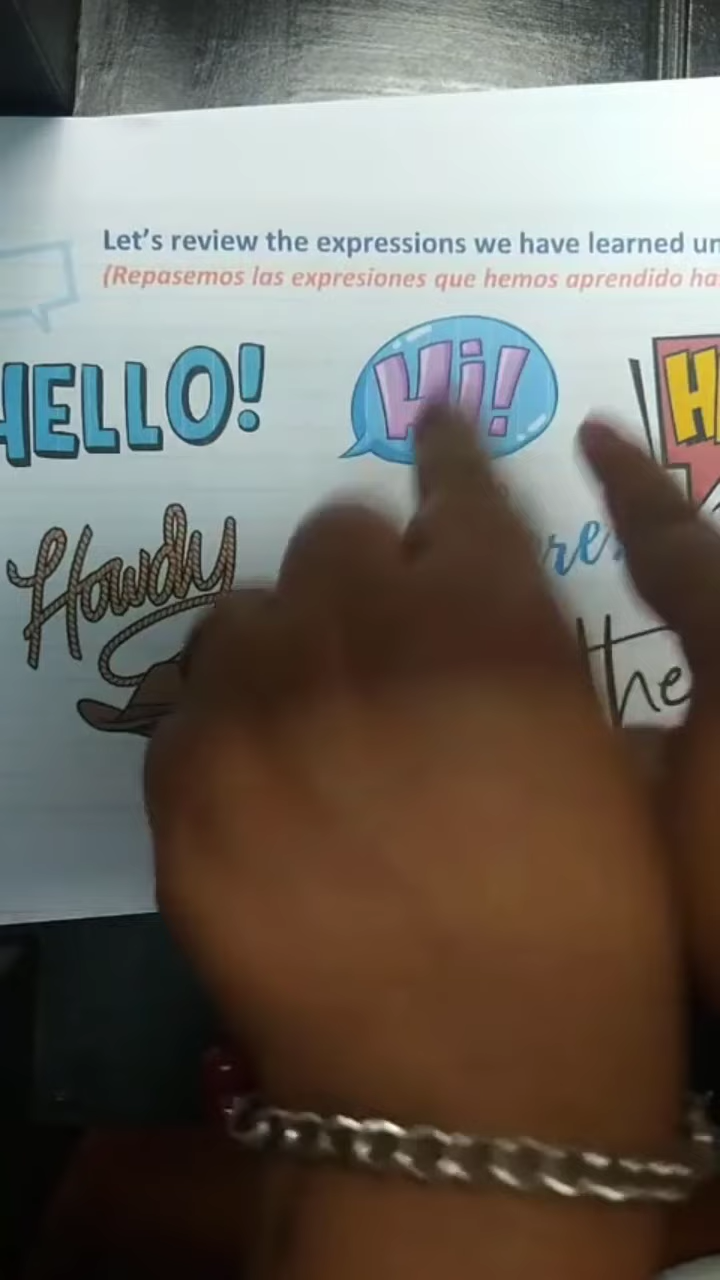 Let's review the expressions we have learned
(Repasemos las expresiones que hemos aprendido
HELLO!
Hi!
Howdy